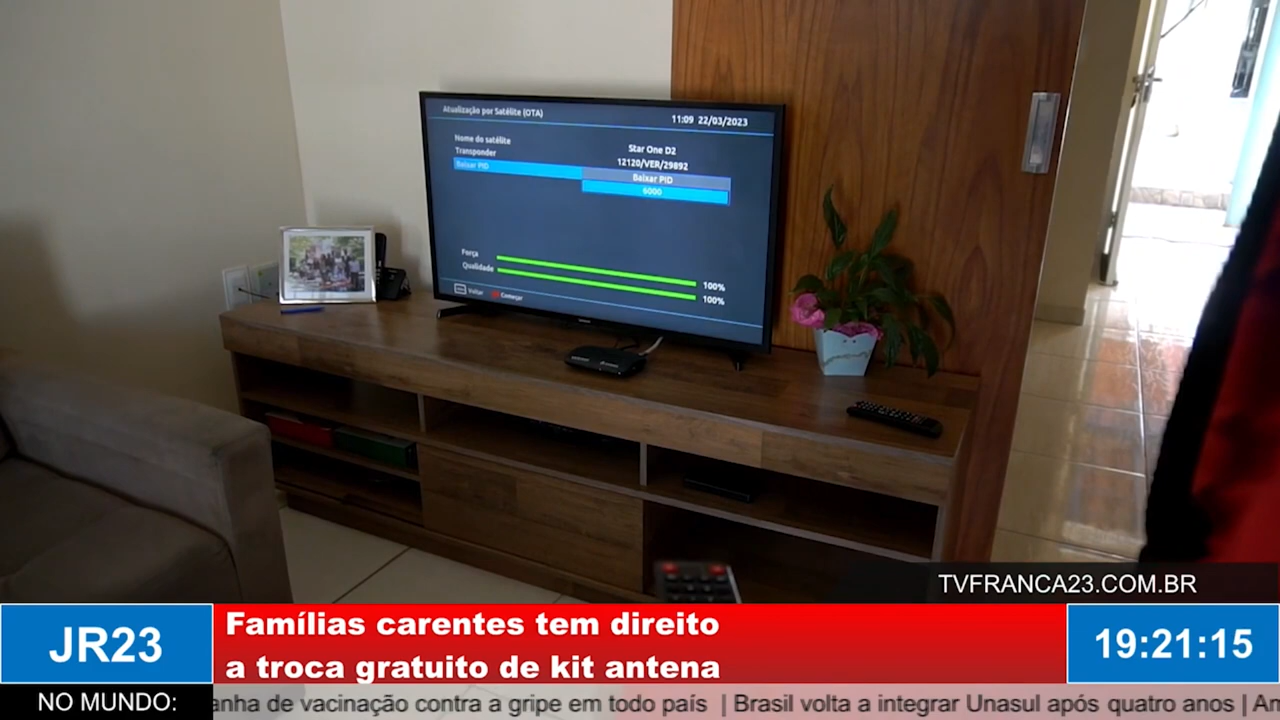 Atualização por Satélite (OTA)
11:09 22/03/2023
Nome do satélite
Star One D2
Transponder
12120/VER/29892
Baixar PID
Baixar PID
6000
Força
100%
Qualidade
100%
Voltar
Começar
TVFRANCA23.COM.BR
JR23
Famílias carentes tem direito
a troca gratuito de kit antena
19:21:15
NO MUNDO:
anha de vacinação contra a gripe em todo país | Brasil volta a integrar Unasul após quatro anos | An